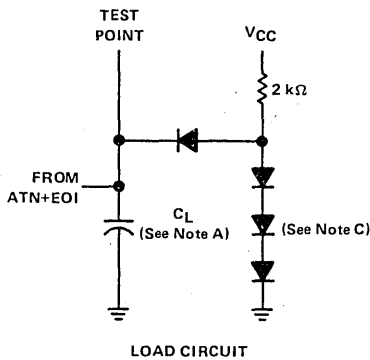 TEST
POINT
VCC
2 kΩ
FROM
ATN+EOI
CL
(See Note A)
(See Note C)
LOAD CIRCUIT